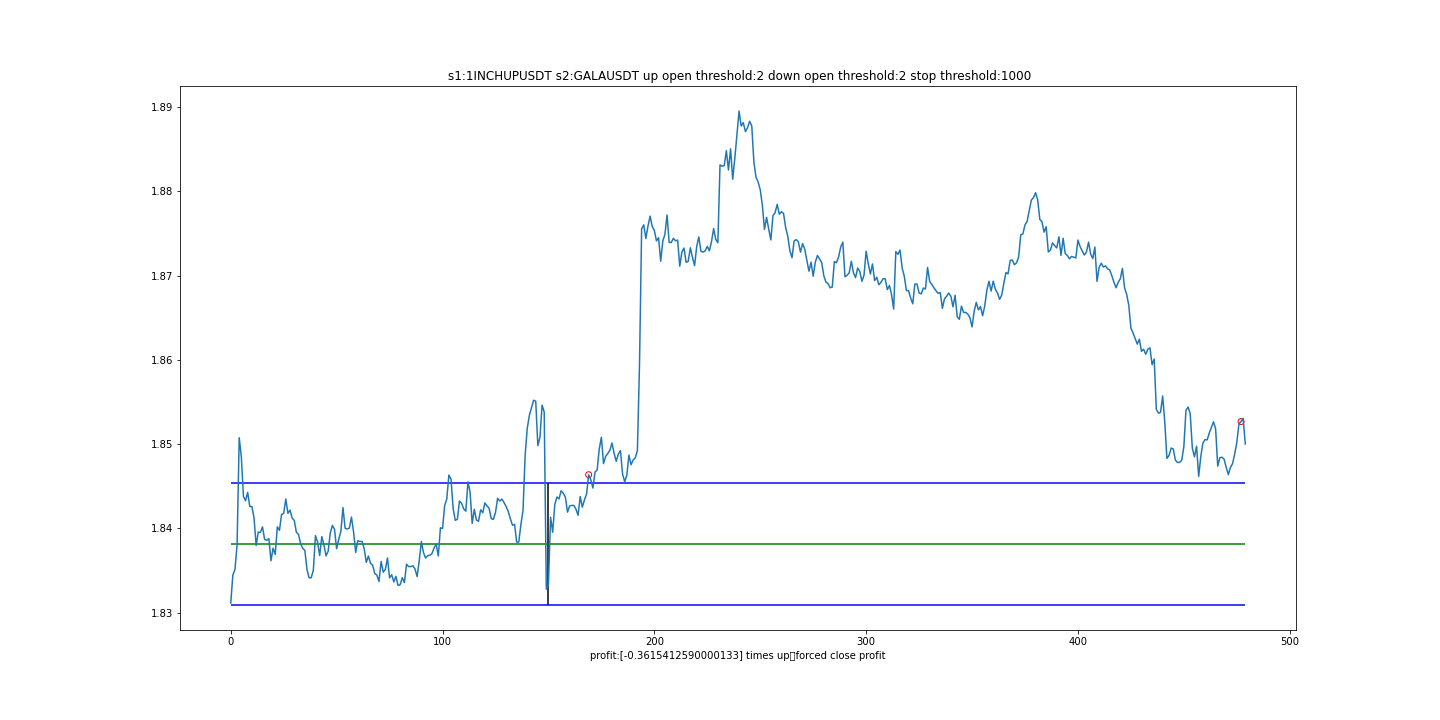 s1:1INCHUPUSDT s2:GALAUSDT up open threshold:2 down open threshold:2 stop threshold:1000
1.89
1.88
1.87
1.86
1.85
1.84
1.83
0 100 200 300 400 500
profit:[-0.3615412590000133] times up▯forced close profit